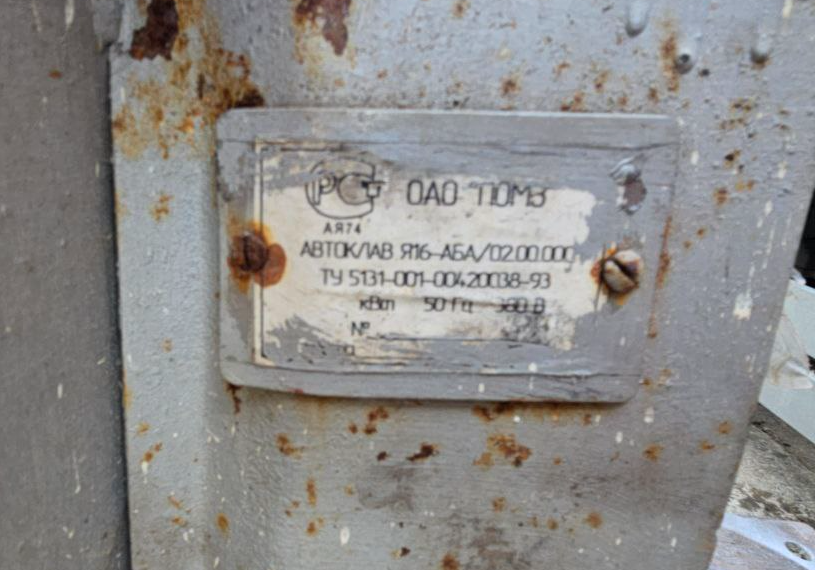 РСТ ОАО "ПОМЗ"
АЯ74
АВТОКЛАВ Я16-АБА/02.00.000
ТУ 5131-001-00420038-93
кВт 50 Гц 380 В
№